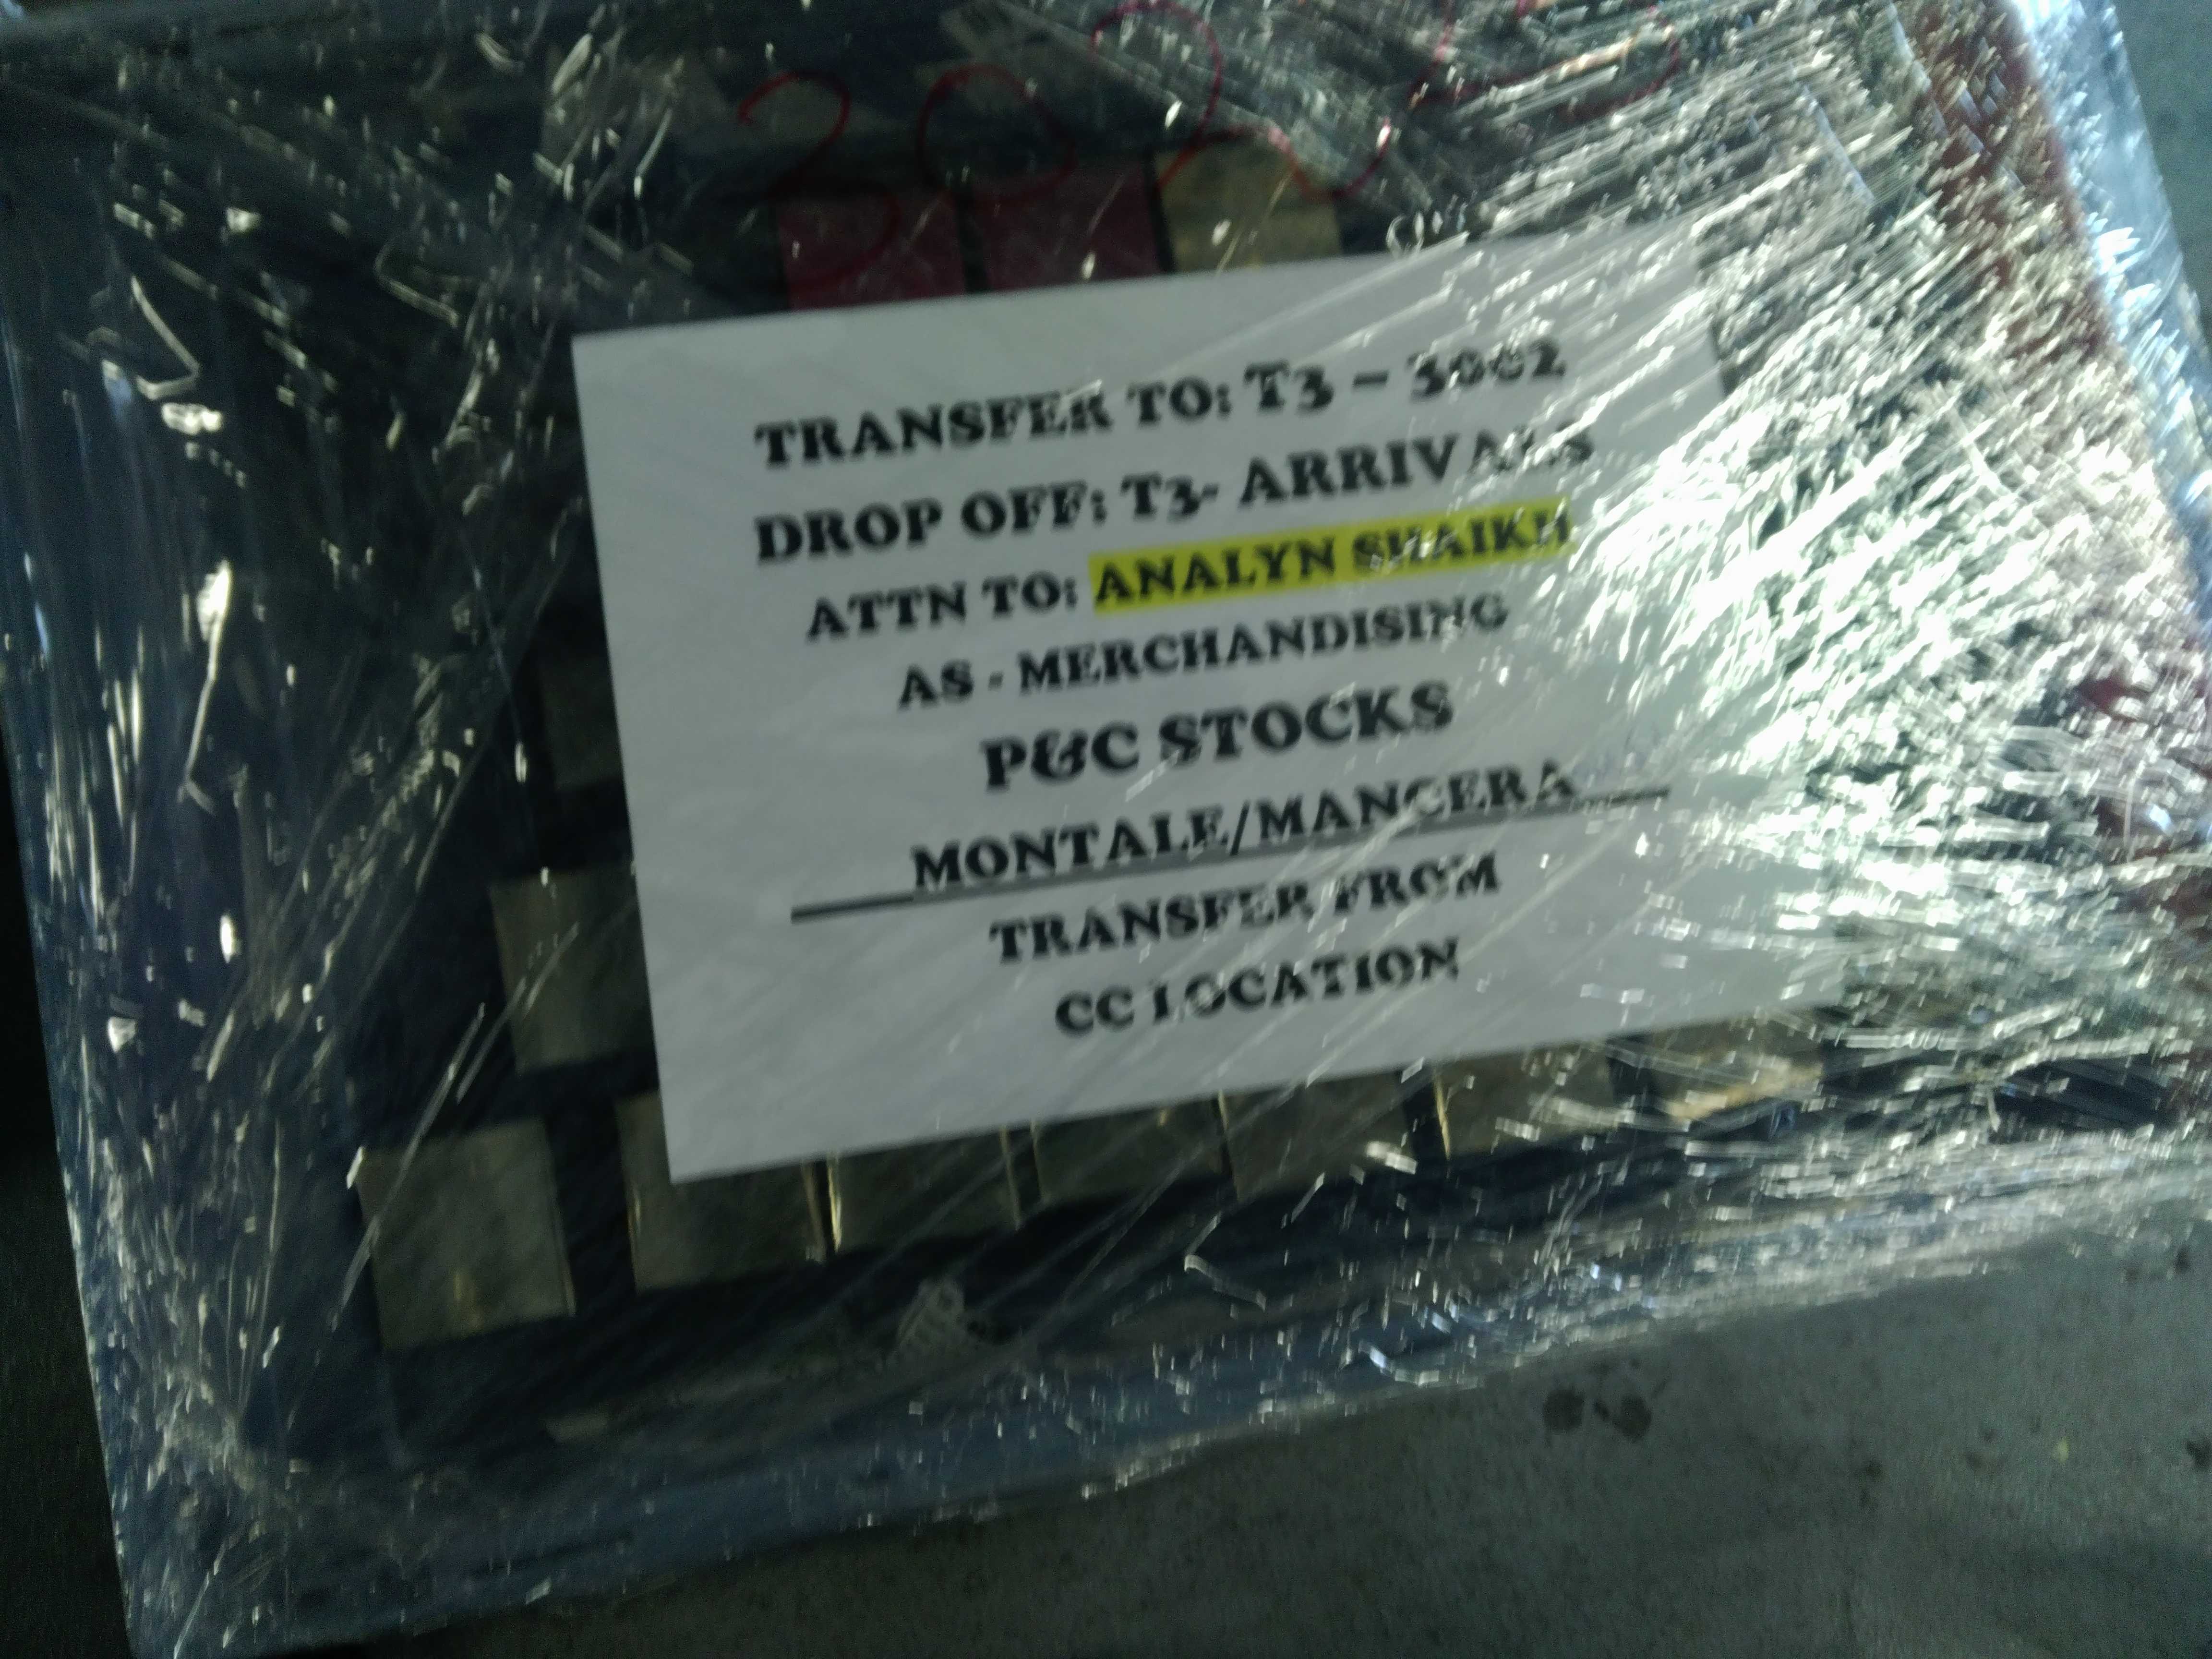 TRANSFER TO: T3 – 3002
DROP OFF: T3- ARRIVALS
ATTN TO: ANALYN SHAIKH
AS - MERCHANDISING
P&C STOCKS
MONTALE/MANCERA
TRANSFER FROM
CC LOCATION